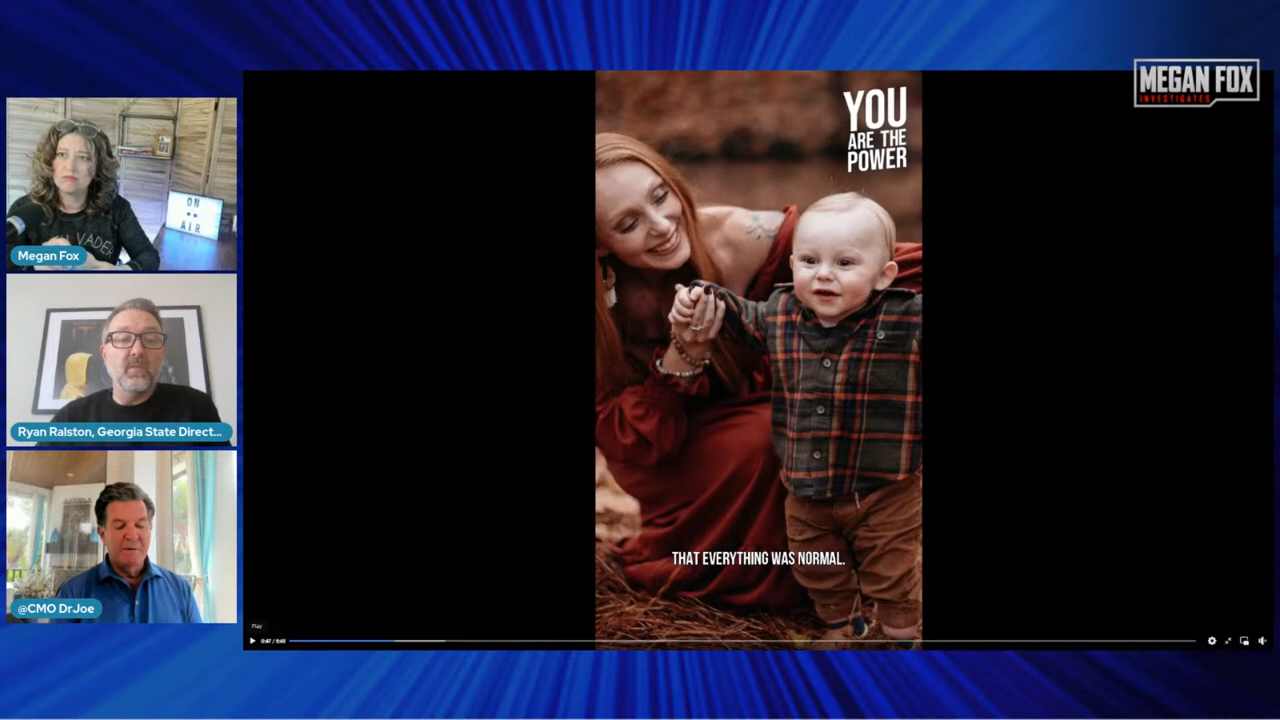 MEGAN FOX
INVESTIGATES
YOU
ARE THE
POWER
ON
AIR
Megan Fox
Ryan Ralston, Georgia State Direct...
@CMO DrJoe
THAT EVERYTHING WAS NORMAL.
Play